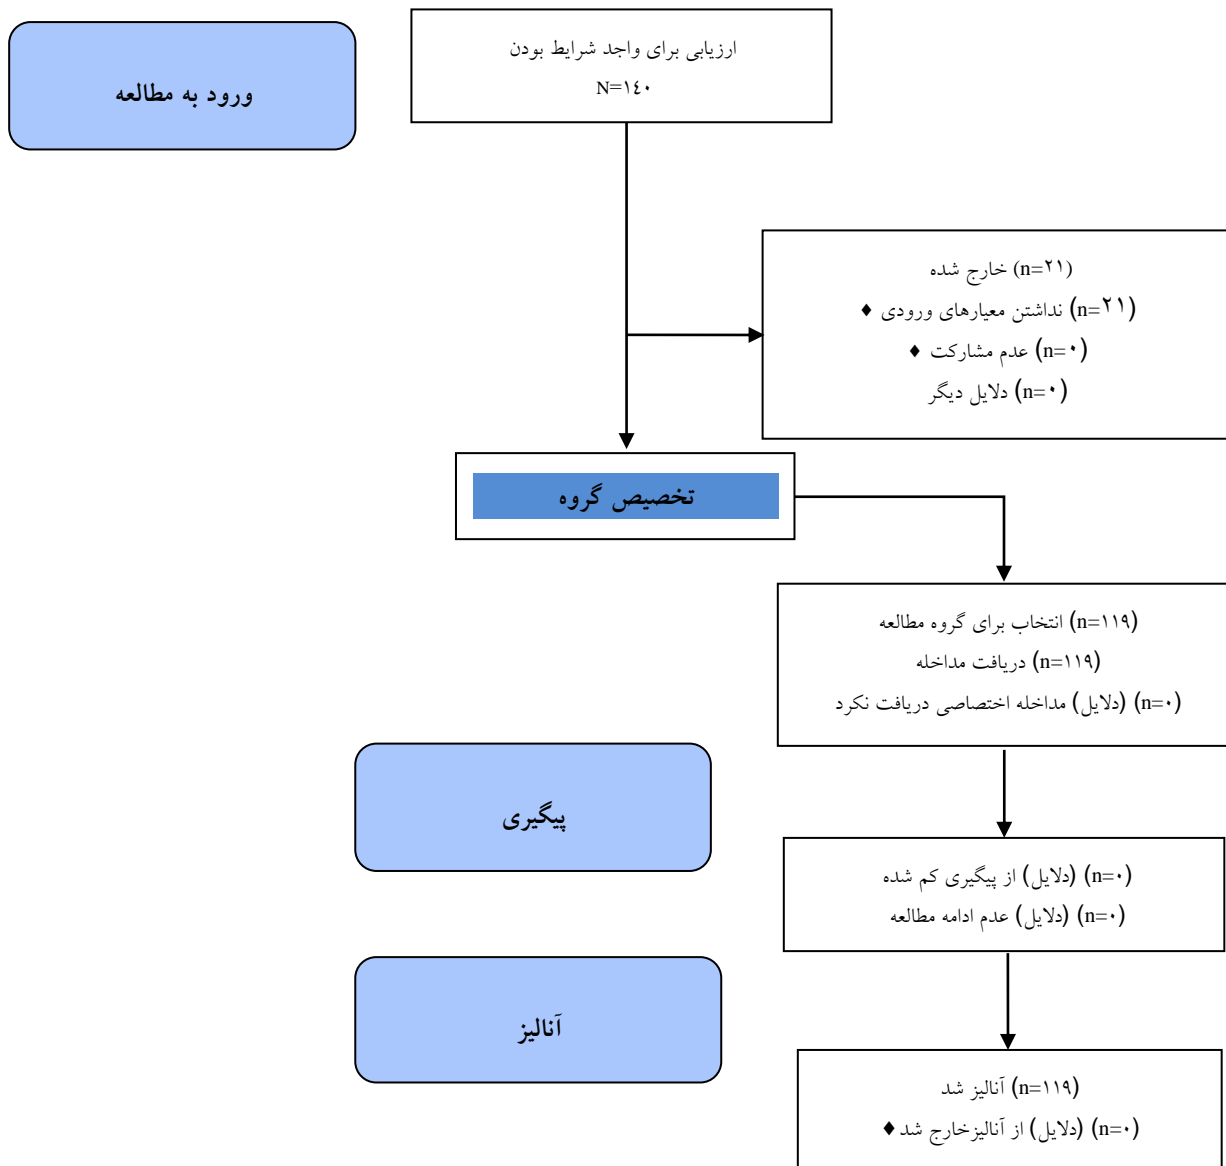 ورود به مطالعه
ارزیابی برای واجد شرایط بودن
N=۱٤۰
(n=۲۱) خارج شده
(n=۲۱) نداشتن معیارهای ورودی ♦
(n=۰) عدم مشارکت ♦
(n=۰) دلایل دیگر
تخصیص گروه
(n=۱۱۹) انتخاب برای گروه مطالعه
(n=۱۱۹) دریافت مداخله
(n=۰) (دلایل) مداخله اختصاصی دریافت نکرد
پیگیری
(n=۰) (دلایل) از پیگیری کم شده
(n=۰) (دلایل) عدم ادامه مطالعه
آنالیز
(n=۱۱۹) آنالیز شد
(n=۰) (دلایل) از آنالیزخارج شد ♦